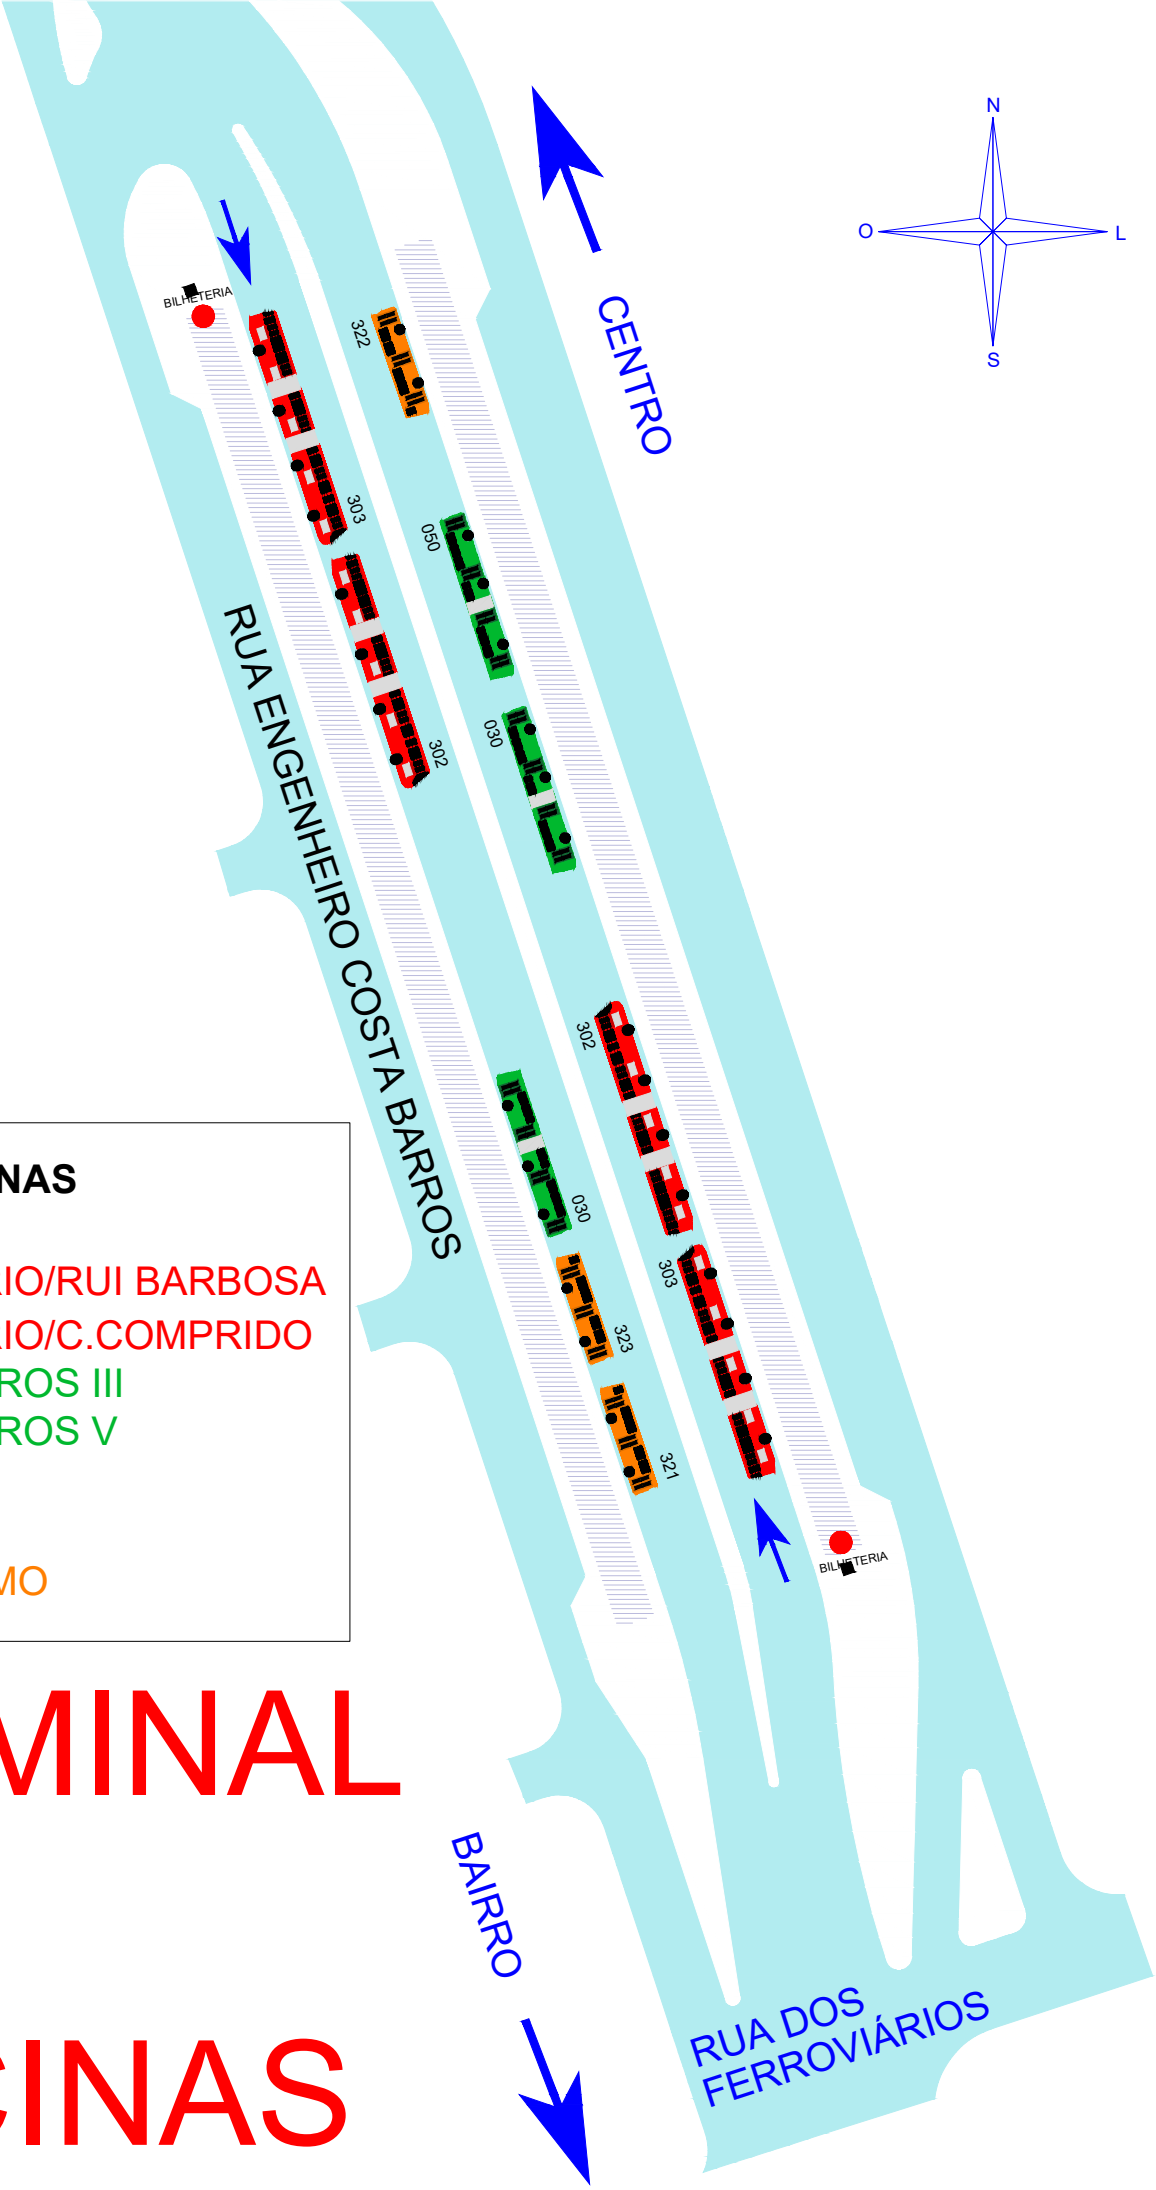 N
O
L
S
CENTRO
BILHETERIA
322
303
050
030
302
RUA ENGENHEIRO COSTA BARROS
302
030
303
323
321
BILHETERIA
NAS
IO/RUI BARBOSA
IO/C.COMPRIDO
ROS III
ROS V
MO
MINAL
CINAS
BAIRRO
RUA DOS
FERROVIÁRIOS